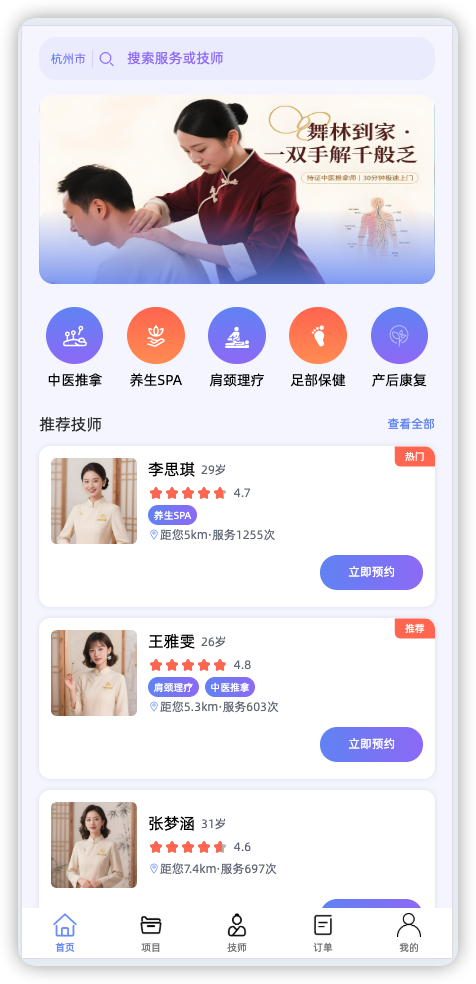 杭州市
搜索服务或技师
舞林到家·
一双手解千般乏
持证中医推拿师 | 30分钟极速上门
中医推拿
养生SPA
肩颈理疗
足部保健
产后康复
推荐技师
查看全部
热门
李思琪 29岁
4.7
养生SPA
距您5km·服务1255次
立即预约
推荐
王雅雯 26岁
4.8
肩颈理疗 中医推拿
距您5.3km·服务603次
立即预约
张梦涵 31岁
4.6
距您7.4km·服务697次
首页
项目
技师
订单
我的